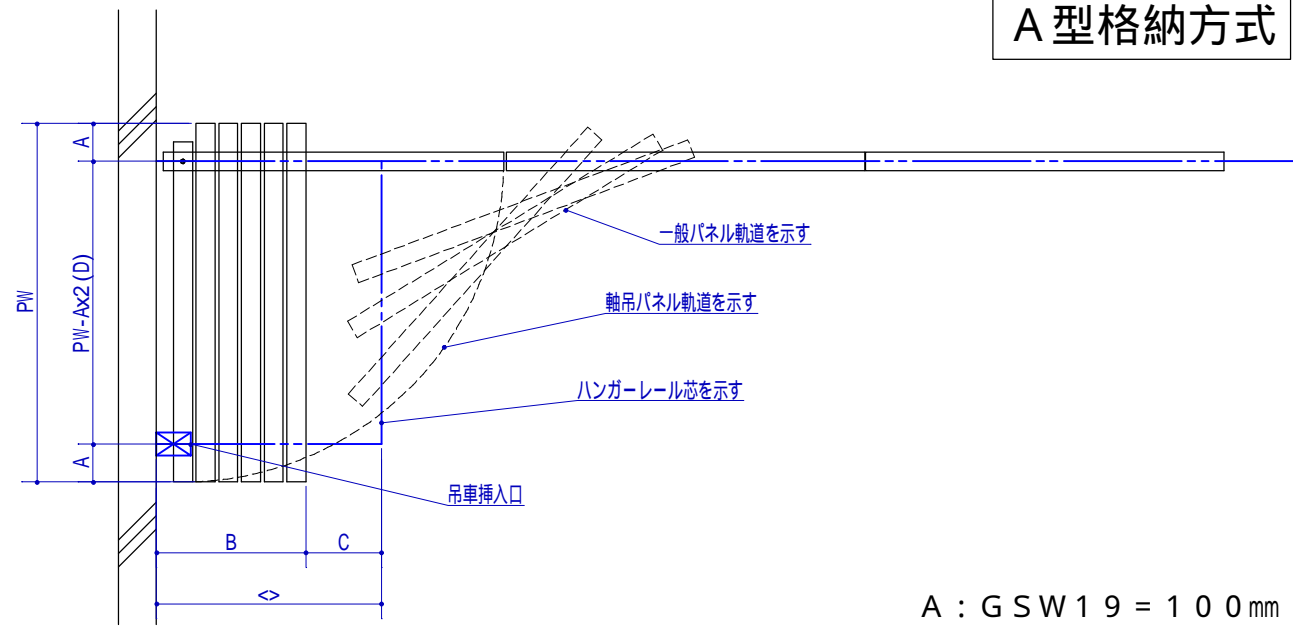 A型格納方式
A
PW
PW-Ax2(D)
A
一般パネル軌道を示す
軸吊パネル軌道を示す
ハンガーレール芯を示す
吊車挿入口
B
C
<>
A：GSW19＝100㎜